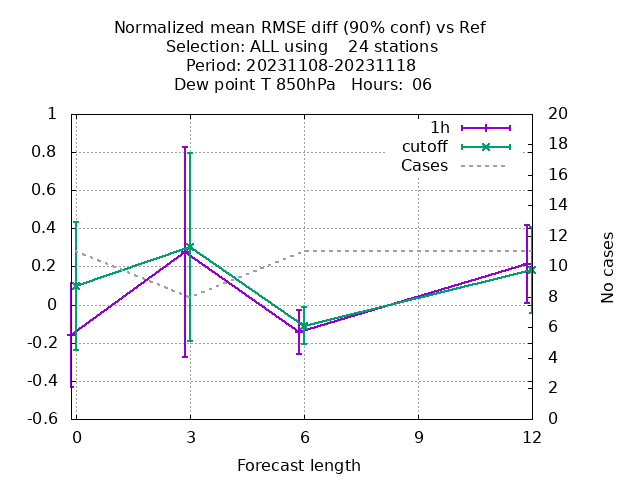 Normalized mean RMSE diff (90% conf) vs Ref
Selection: ALL using    24 stations
Period: 20231108-20231118
Dew point T 850hPa   Hours: 06
1h
cutoff
Cases
1
0.8
0.6
0.4
0.2
0
-0.2
-0.4
-0.6
20
18
16
14
12
10
8
6
4
2
0
No cases
0 3 6 9 12
Forecast length